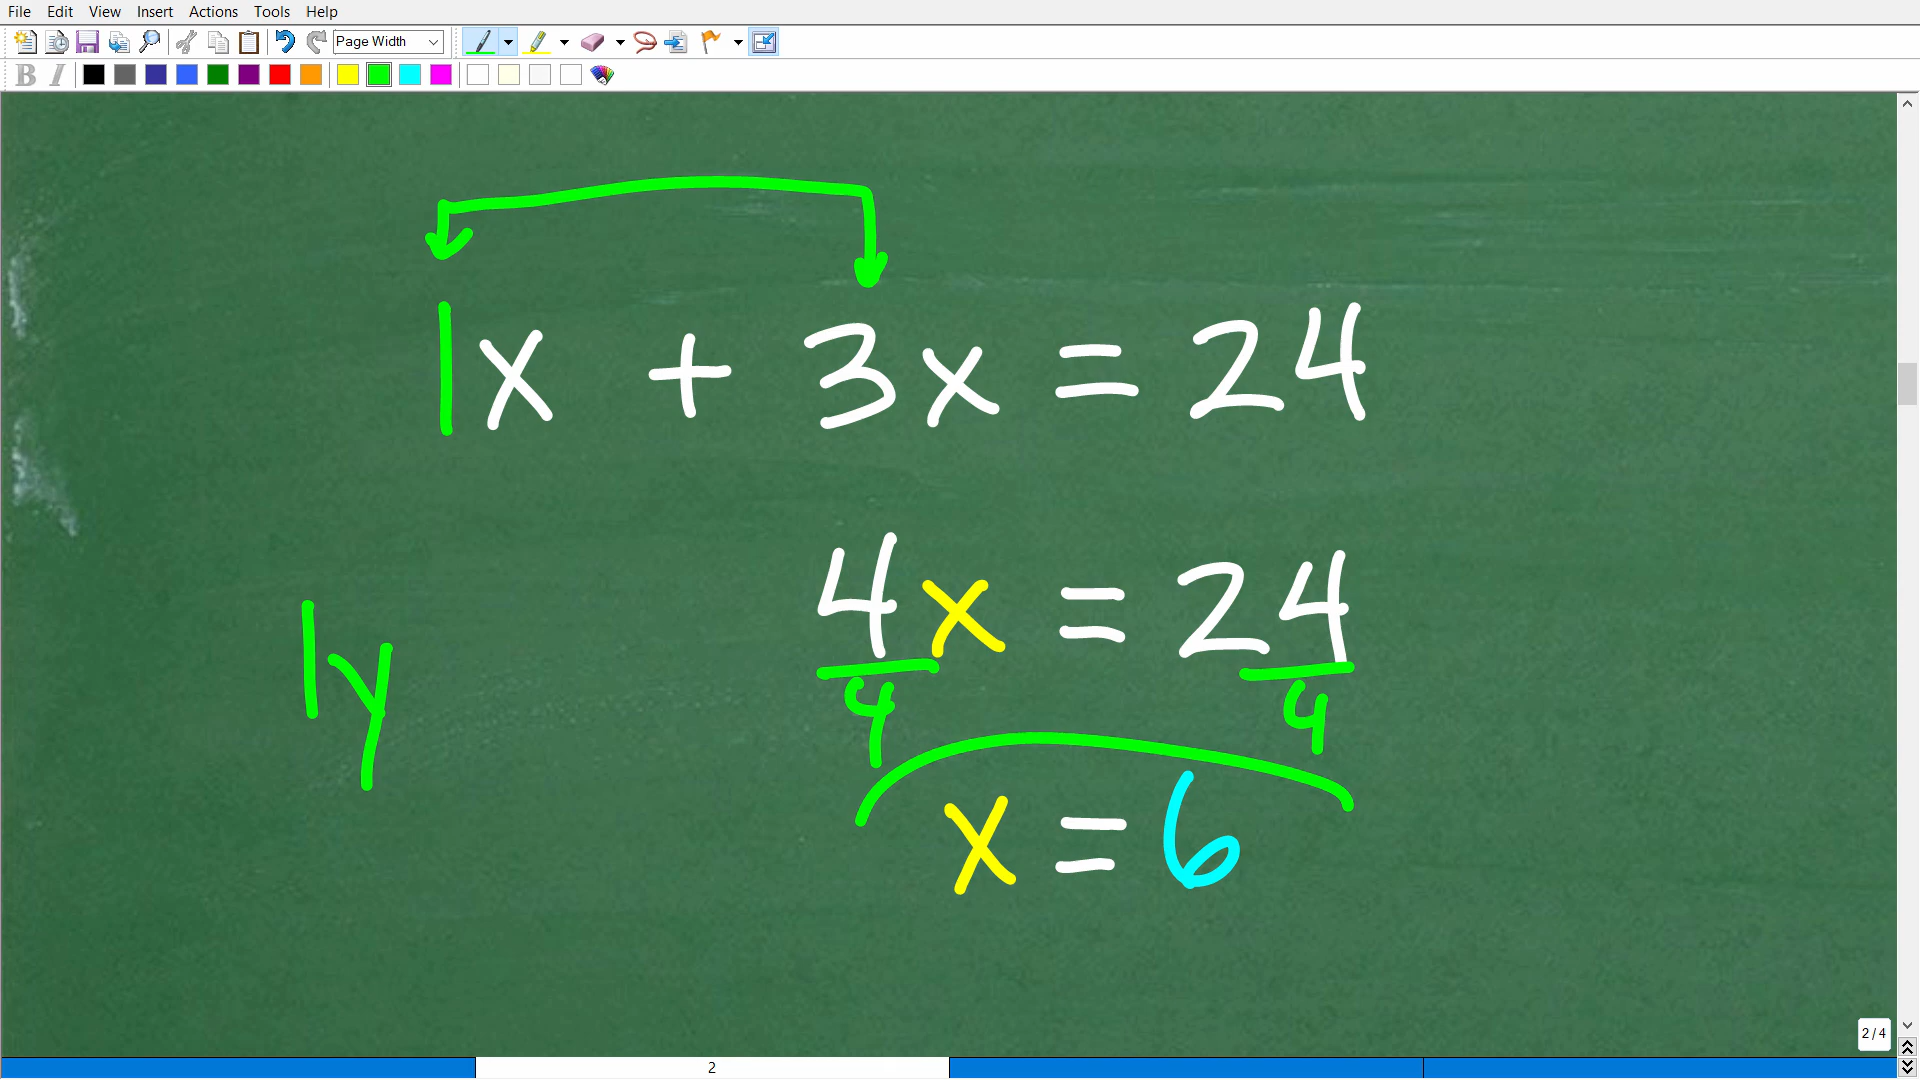 File Edit View Insert Actions Tools Help
Page Width
B I
1x + 3x = 24
4x = 24
4 4
1y
x = 6
2 / 4
2